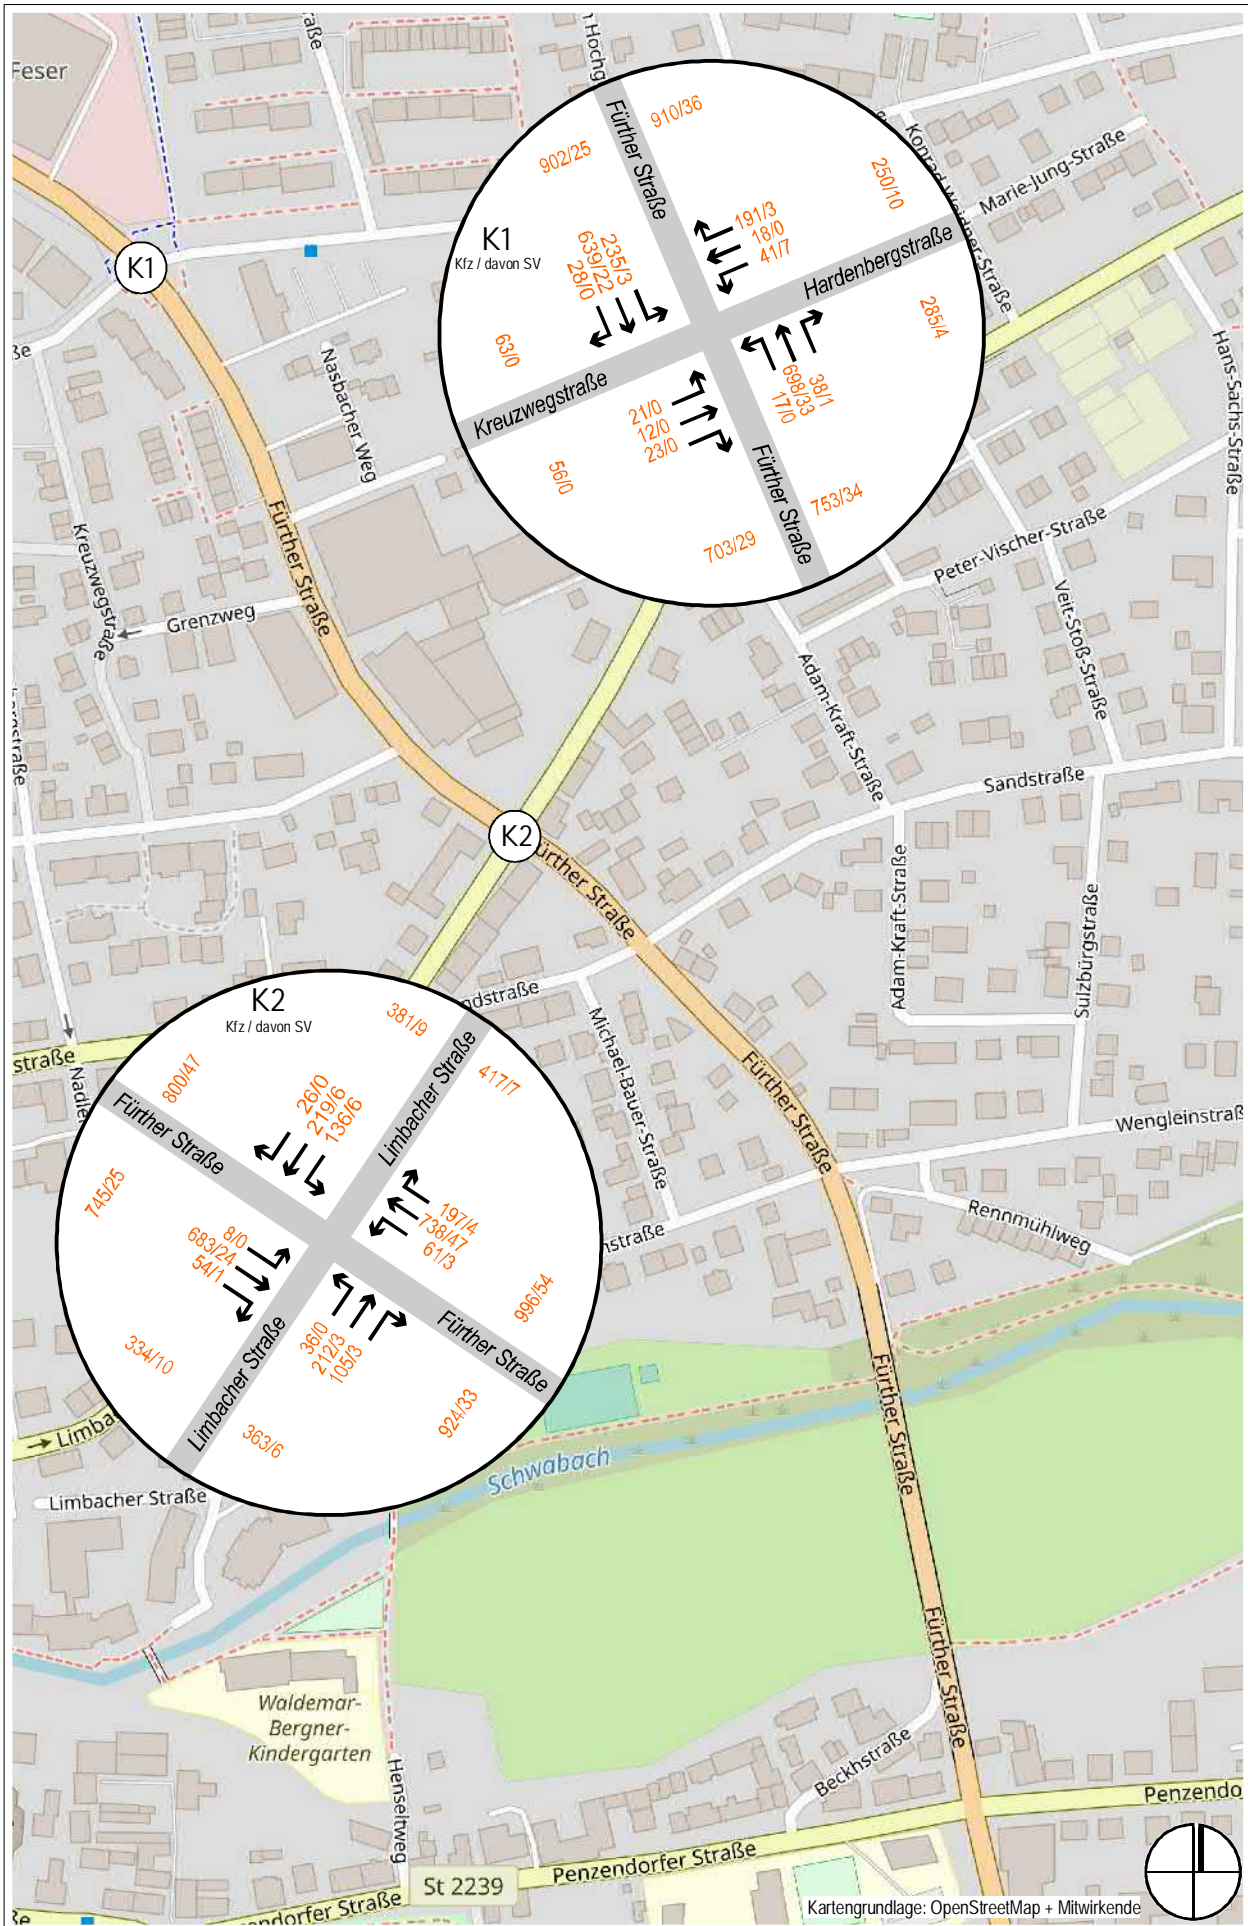 Feser
Fürther Straße
910/36
902/25
250/10
Konrad-Weidner-Straße
Marie-Jung-Straße
K1
Kfz / davon SV
191/3
18/0
41/7
235/3
639/22
28/0
Hardenbergstraße
K1
63/0
285/4
Kreuzwegstraße
21/0
12/0
23/0
17/0
698/33
38/1
56/0
Fürther Straße
753/34
703/29
Nasbacher Weg
Hans-Sachs-Straße
Kreuzwegstraße
Fürther Straße
Grenzweg
Peter-Vischer-Straße
Veit-Stoß-Straße
Adam-Kraft-Straße
Sandstraße
K2
Fürther Straße
Adam-Kraft-Straße
Sulzbürgstraße
K2
Kfz / davon SV
381/9
417/7
800/47
Limbacher Straße
Fürther Straße
26/0
219/6
136/6
745/25
8/0
683/24
54/1
197/4
738/47
61/3
996/54
36/0
212/3
105/3
334/10
Limbacher Straße
Fürther Straße
363/6
924/33
straße
Michael-Bauer-Straße
Fürther Straße
Rennmühlweg
Limbacher Straße
Schwabach
Fürther Straße
Fürther Straße
Waldemar-
Bergner-
Kindergarten
Henseltweg
Beckhstraße
St 2239
Penzendorfer Straße
Kartengrundlage: OpenStreetMap + Mitwirkende